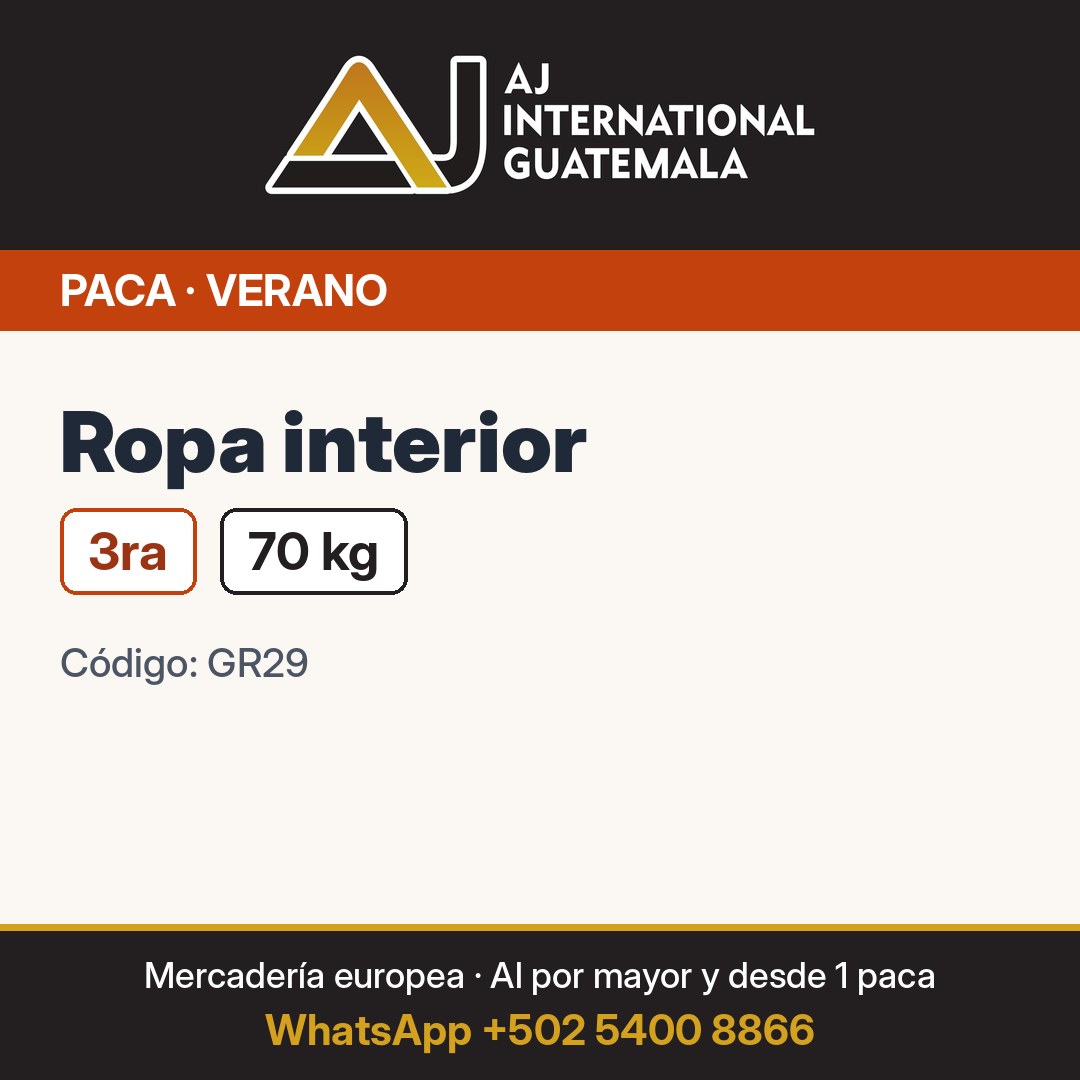 AJ
AJ
INTERNATIONAL
GUATEMALA
PACA · VERANO
Ropa interior
3ra
70 kg
Código: GR29
Mercadería europea · Al por mayor y desde 1 paca
WhatsApp +502 5400 8866